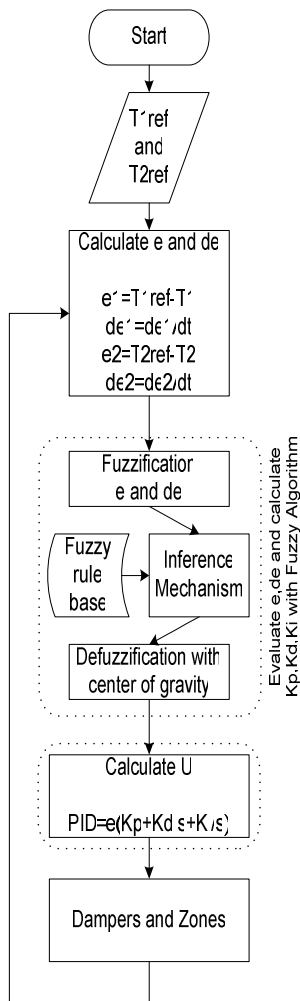 Start
T1ref
and
T2ref
Calculate e and de
e1=T1ref-T1
de1=de1/dt
e2=T2ref-T2
de2=de2/dt
Fuzzification
e and de
Fuzzy
rule
base
Inference
Mechanism
Defuzzification with
center of gravity
Evaluate e,de and calculate
Kp,Kd,Ki with Fuzzy Algorithm
Calculate U
PID=e(Kp+Kd s+Ki/s)
Dampers and Zones